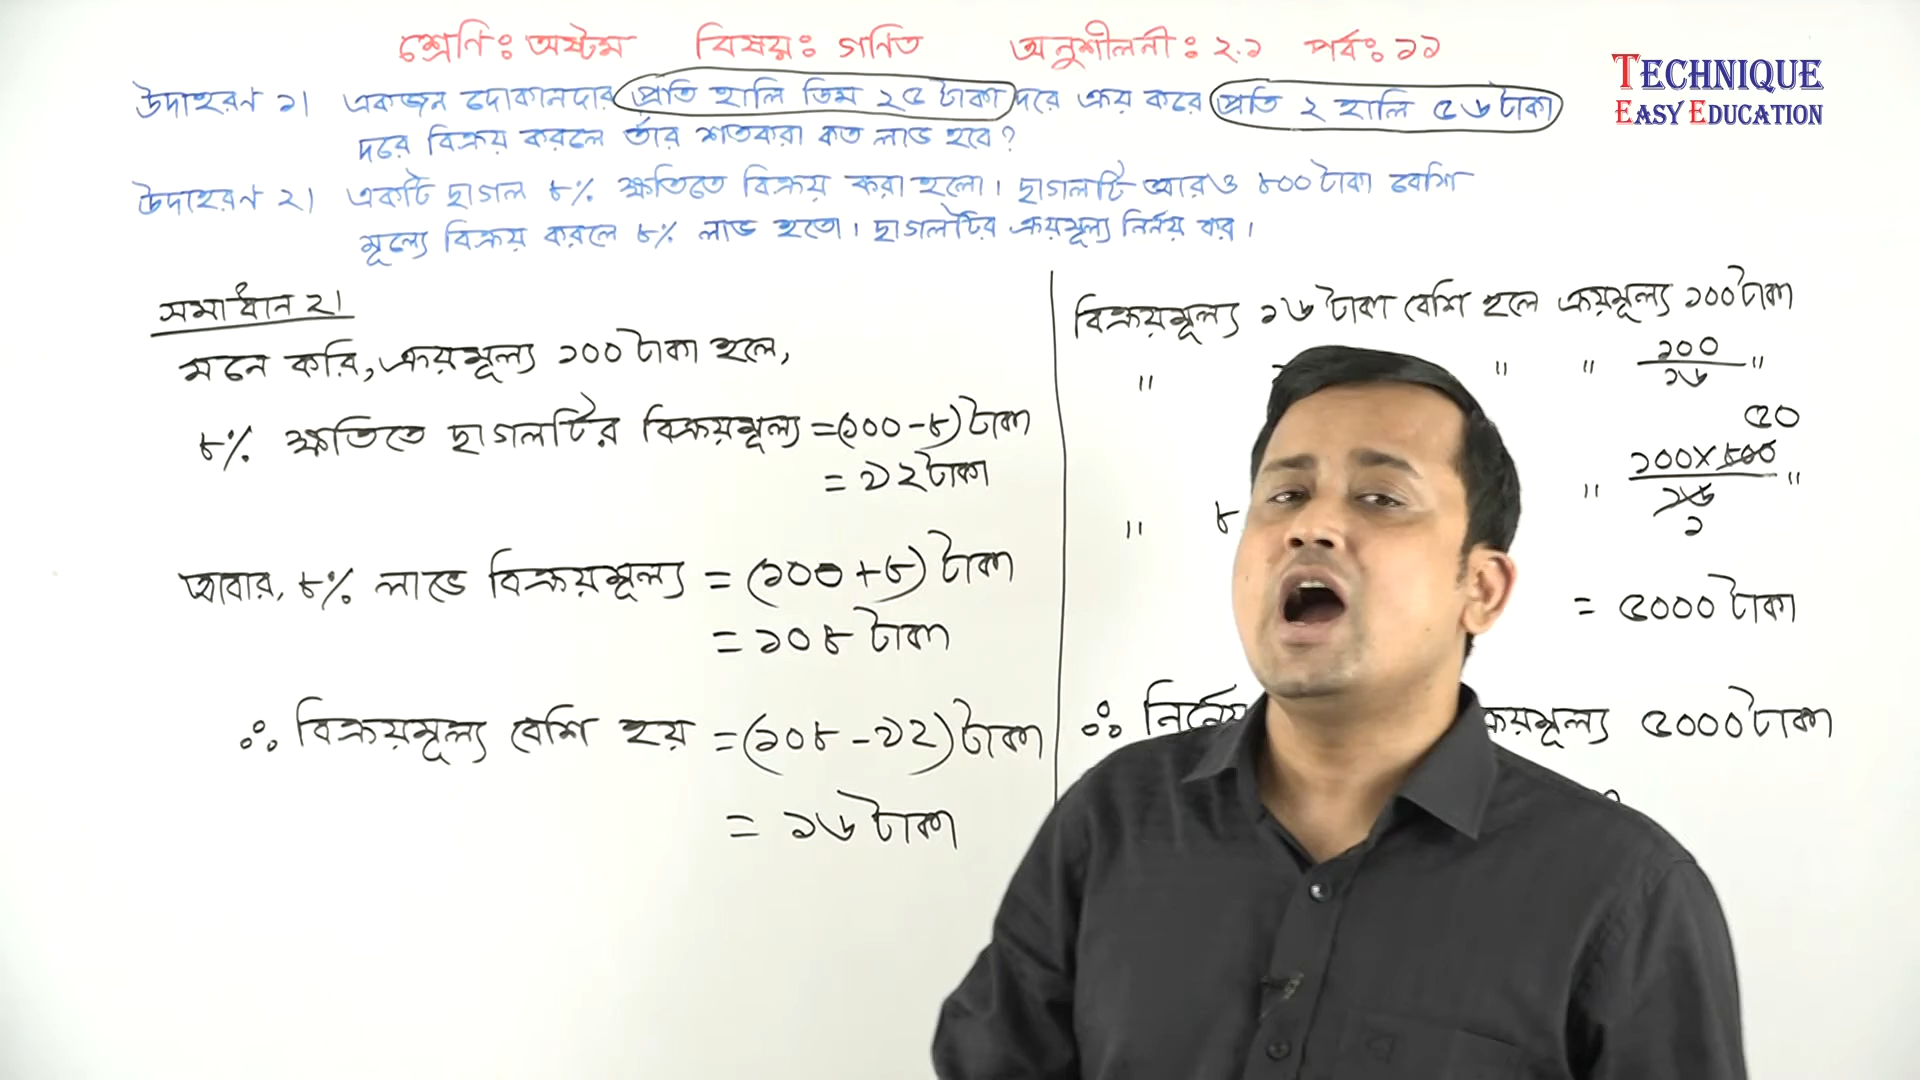 শ্রেণি: অষ্টম বিষয়: গণিত অনুশীলনী: ২.১ পর্ব: ১১
TECHNIQUE
EASY EDUCATION
উদাহরণ ১। একজন দোকানদার প্রতি হালি ডিম ২৫ টাকা দরে ক্রয় করে প্রতি ২ হালি ৫৬ টাকা
দরে বিক্রয় করলে তাঁর শতকরা কত লাভ হবে?
উদাহরণ ২। একটি ছাগল ৮% ক্ষতিতে বিক্রয় করা হলো। ছাগলটি আরও ৮০০ টাকা বেশি
মূল্যে বিক্রয় করলে ৮% লাভ হতো। ছাগলটির ক্রয়মূল্য নির্ণয় কর।
সমাধান ২।
মনে করি, ক্রয়মূল্য ১০০ টাকা হলে,
৮% ক্ষতিতে ছাগলটির বিক্রয়মূল্য =(১০০-৮) টাকা
= ৯২ টাকা
আবার, ৮% লাভে বিক্রয়মূল্য = (১০০+৮) টাকা
= ১০৮ টাকা
∴ বিক্রয়মূল্য বেশি হয় =(১০৮-৯২) টাকা
= ১৬ টাকা
বিক্রয়মূল্য ১৬ টাকা বেশি হলে ক্রয়মূল্য ১০০ টাকা
" " " ১০০/১৬ "
৫০
" ৮ " ১০০×৮০০/১৬ "
১
= ৫০০০ টাকা
∴ নির্ণেয় ক্রয়মূল্য ৫০০০ টাকা